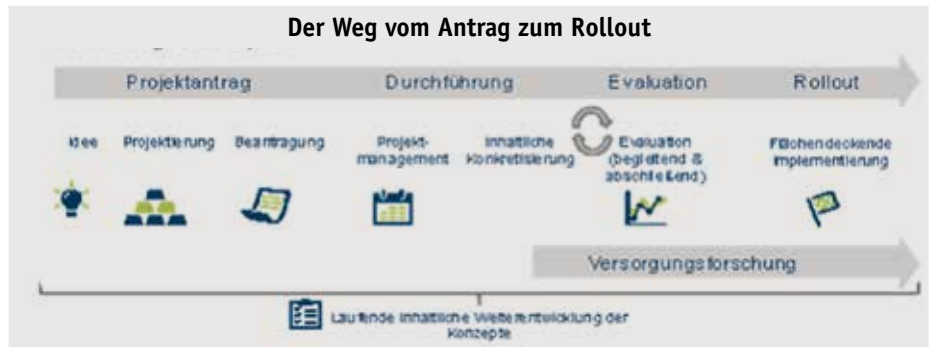 Der Weg vom Antrag zum Rollout
Projektantrag Durchführung Evaluation Rollout
Idee Projektierung Beantragung Projekt-
management Inhaltliche
Konkretisierung Evaluation
(begleitend &
abschließend) Flächendeckende
Implementierung
Versorgungsforschung
Laufende inhaltliche Weiterentwicklung der
Konzepte